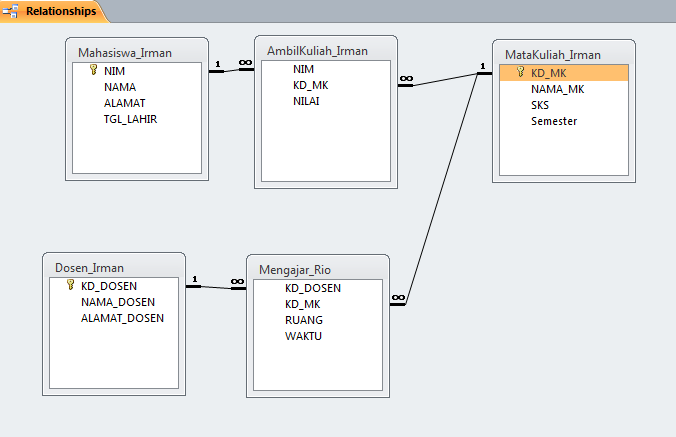 Relationships
Mahasiswa_Irman
NIM
NAMA
ALAMAT
TGL_LAHIR
1
∞
AmbilKuliah_Irman
NIM
KD_MK
NILAI
∞
1
MataKuliah_Irman
KD_MK
NAMA_MK
SKS
Semester
Dosen_Irman
KD_DOSEN
NAMA_DOSEN
ALAMAT_DOSEN
1
∞
Mengajar_Rio
KD_DOSEN
KD_MK
RUANG
WAKTU
∞